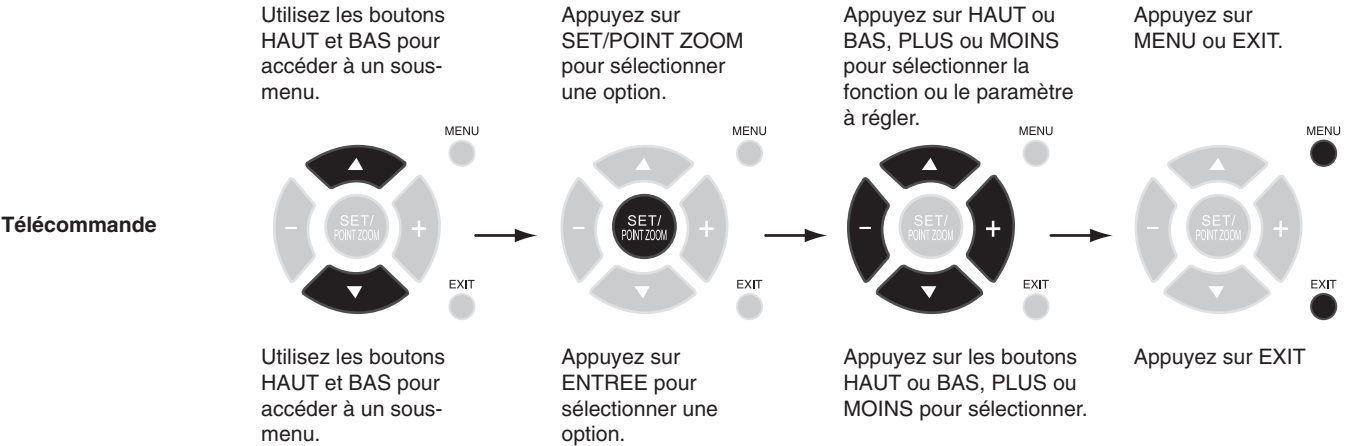 Utilisez les boutons
HAUT et BAS pour
accéder à un sous-
menu.
Appuyez sur
SET/POINT ZOOM
pour sélectionner
une option.
Appuyez sur HAUT ou
BAS, PLUS ou MOINS
pour sélectionner la
fonction ou le paramètre
à régler.
Appuyez sur
MENU ou EXIT.
Télécommande
MENU
-
SET/
POINT ZOOM
+
EXIT
MENU
-
SET/
POINT ZOOM
+
EXIT
MENU
-
SET/
POINT ZOOM
+
EXIT
MENU
-
SET/
POINT ZOOM
+
EXIT
Utilisez les boutons
HAUT et BAS pour
accéder à un sous-
menu.
Appuyez sur
ENTREE pour
sélectionner une
option.
Appuyez sur les boutons
HAUT ou BAS, PLUS ou
MOINS pour sélectionner.
Appuyez sur EXIT